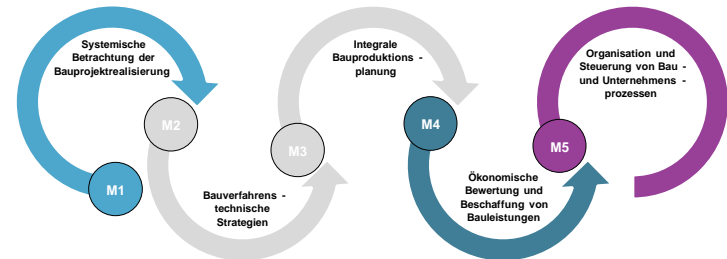 Systemische
Betrachtung der
Bauprojektrealisierung
M1
M2
Bauverfahrens -
technische
Strategien
Integrale
Bauproduktions -
planung
M3
M4
Ökonomische
Bewertung und
Beschaffung von
Bauleistungen
Organisation und
Steuerung von Bau -
und Unternehmens -
prozessen
M5